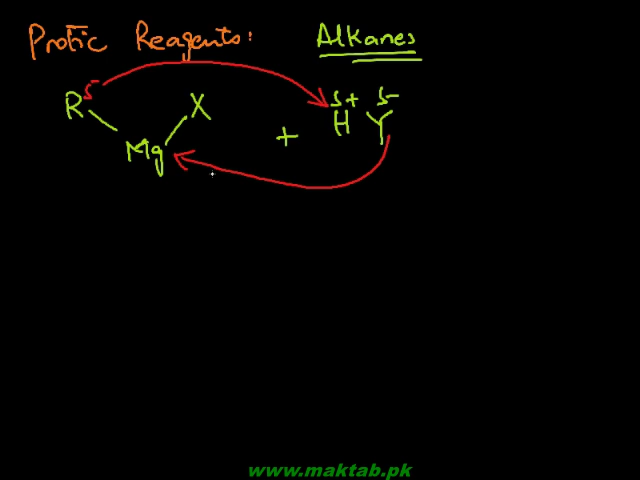 Protic Reagents: Alkanes
R δ- X δ+ δ-
Mg + H Y
www.maktab.pk